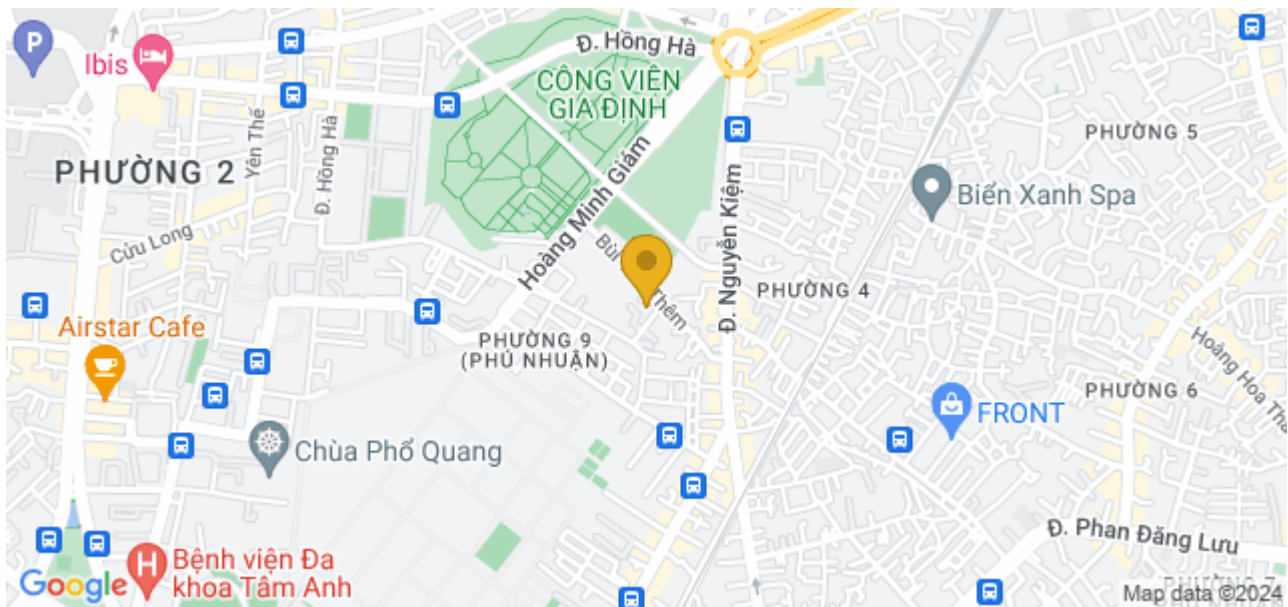 P
Ibis
Đ. Hồng Hà
CÔNG VIÊN
GIA ĐỊNH
PHƯỜNG 5
Yên Thế
Đ. Hồng Hà
PHƯỜNG 2
Hoàng Minh Giám
Đ. Nguyễn Kiệm
Biển Xanh Spa
Cửu Long
Bùi
Thêm
PHƯỜNG 4
Airstar Cafe
PHƯỜNG 9
(PHÚ NHUẬN)
Hoàng Hoa Thá
PHƯỜNG 6
FRONT
Chùa Phổ Quang
Đ. Phan Đăng Lưu
H
Bệnh viện Đa
khoa Tâm Anh
Google
PHƯỜNG 7
Map data ©2024